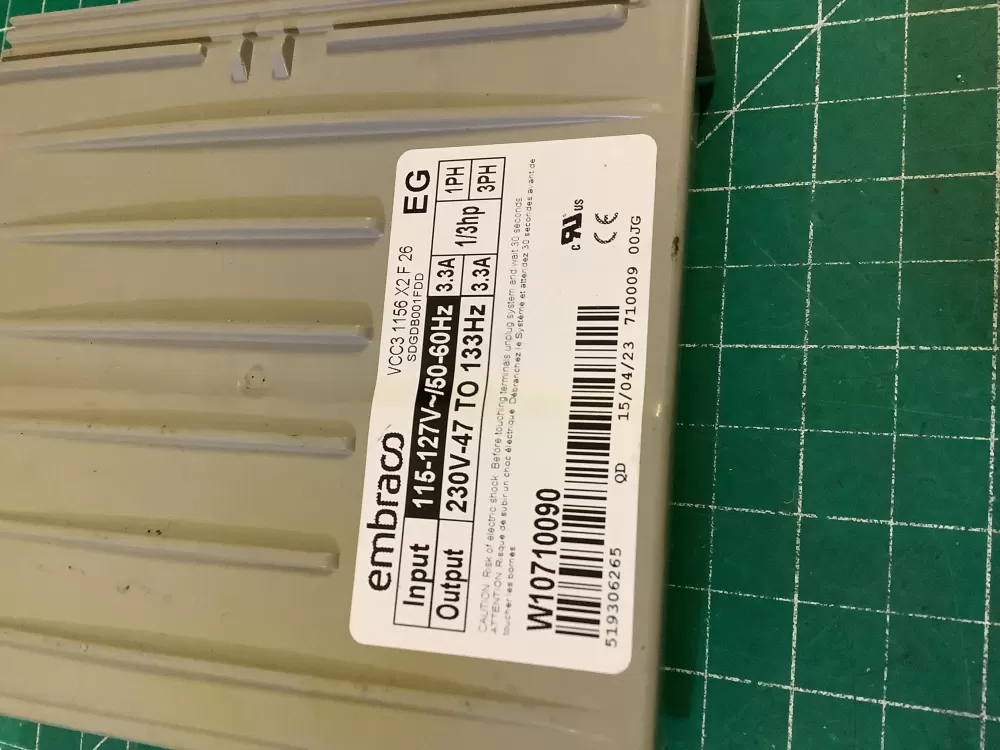 embraco
VCC3 1156 X2 F 26
SDGDB001FDD
EG
Input 115-127V~/50-60Hz 3.3A 1/3hp 1PH
Output 230V-47 TO 133Hz 3.3A 3PH
CAUTION: Risk of electric shock. Before touching terminals unplug system and wait 30 seconds.
ATTENTION: Risque de subir un choc électrique. Débranchez le Système et attendez 30 secondes avant de
toucher les bornes
W10710090
c RU US
CE
519306265 QD 15/04/23 710009 00JG